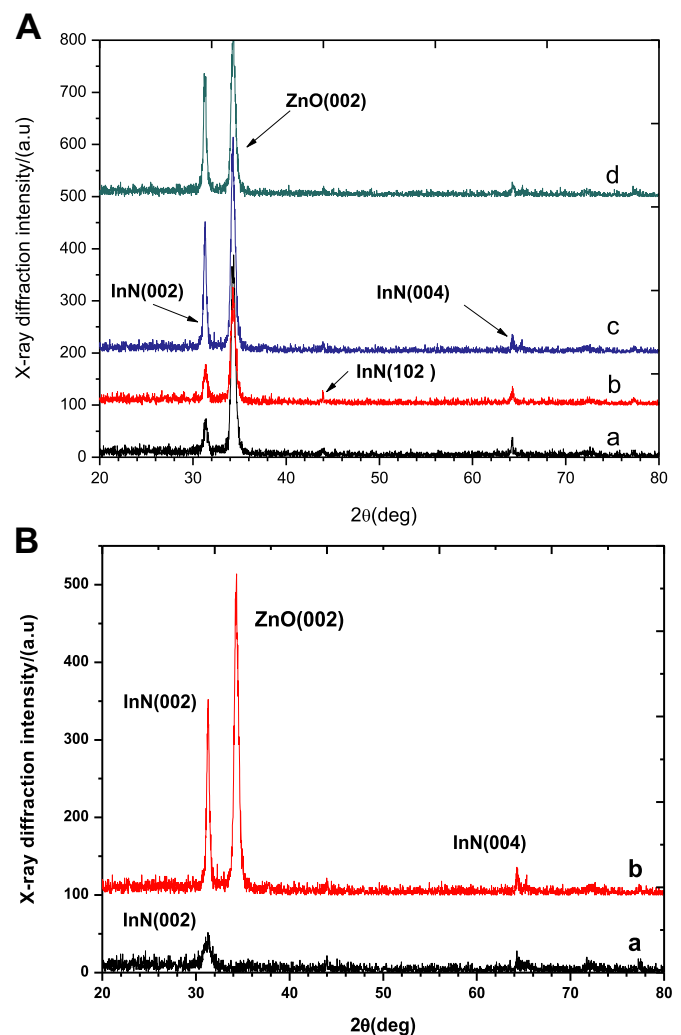 A
800
700
600
500
400
300
200
100
0
X-ray diffraction intensity/(a.u)
ZnO(002)
d
InN(002)
InN(004)
c
InN(102 )
b
a
20 30 40 50 60 70 80
2θ(deg)
B
500
400
300
200
100
0
X-ray diffraction intensity/(a.u)
ZnO(002)
InN(002)
InN(004)
b
InN(002)
a
20 30 40 50 60 70 80
2θ(deg)